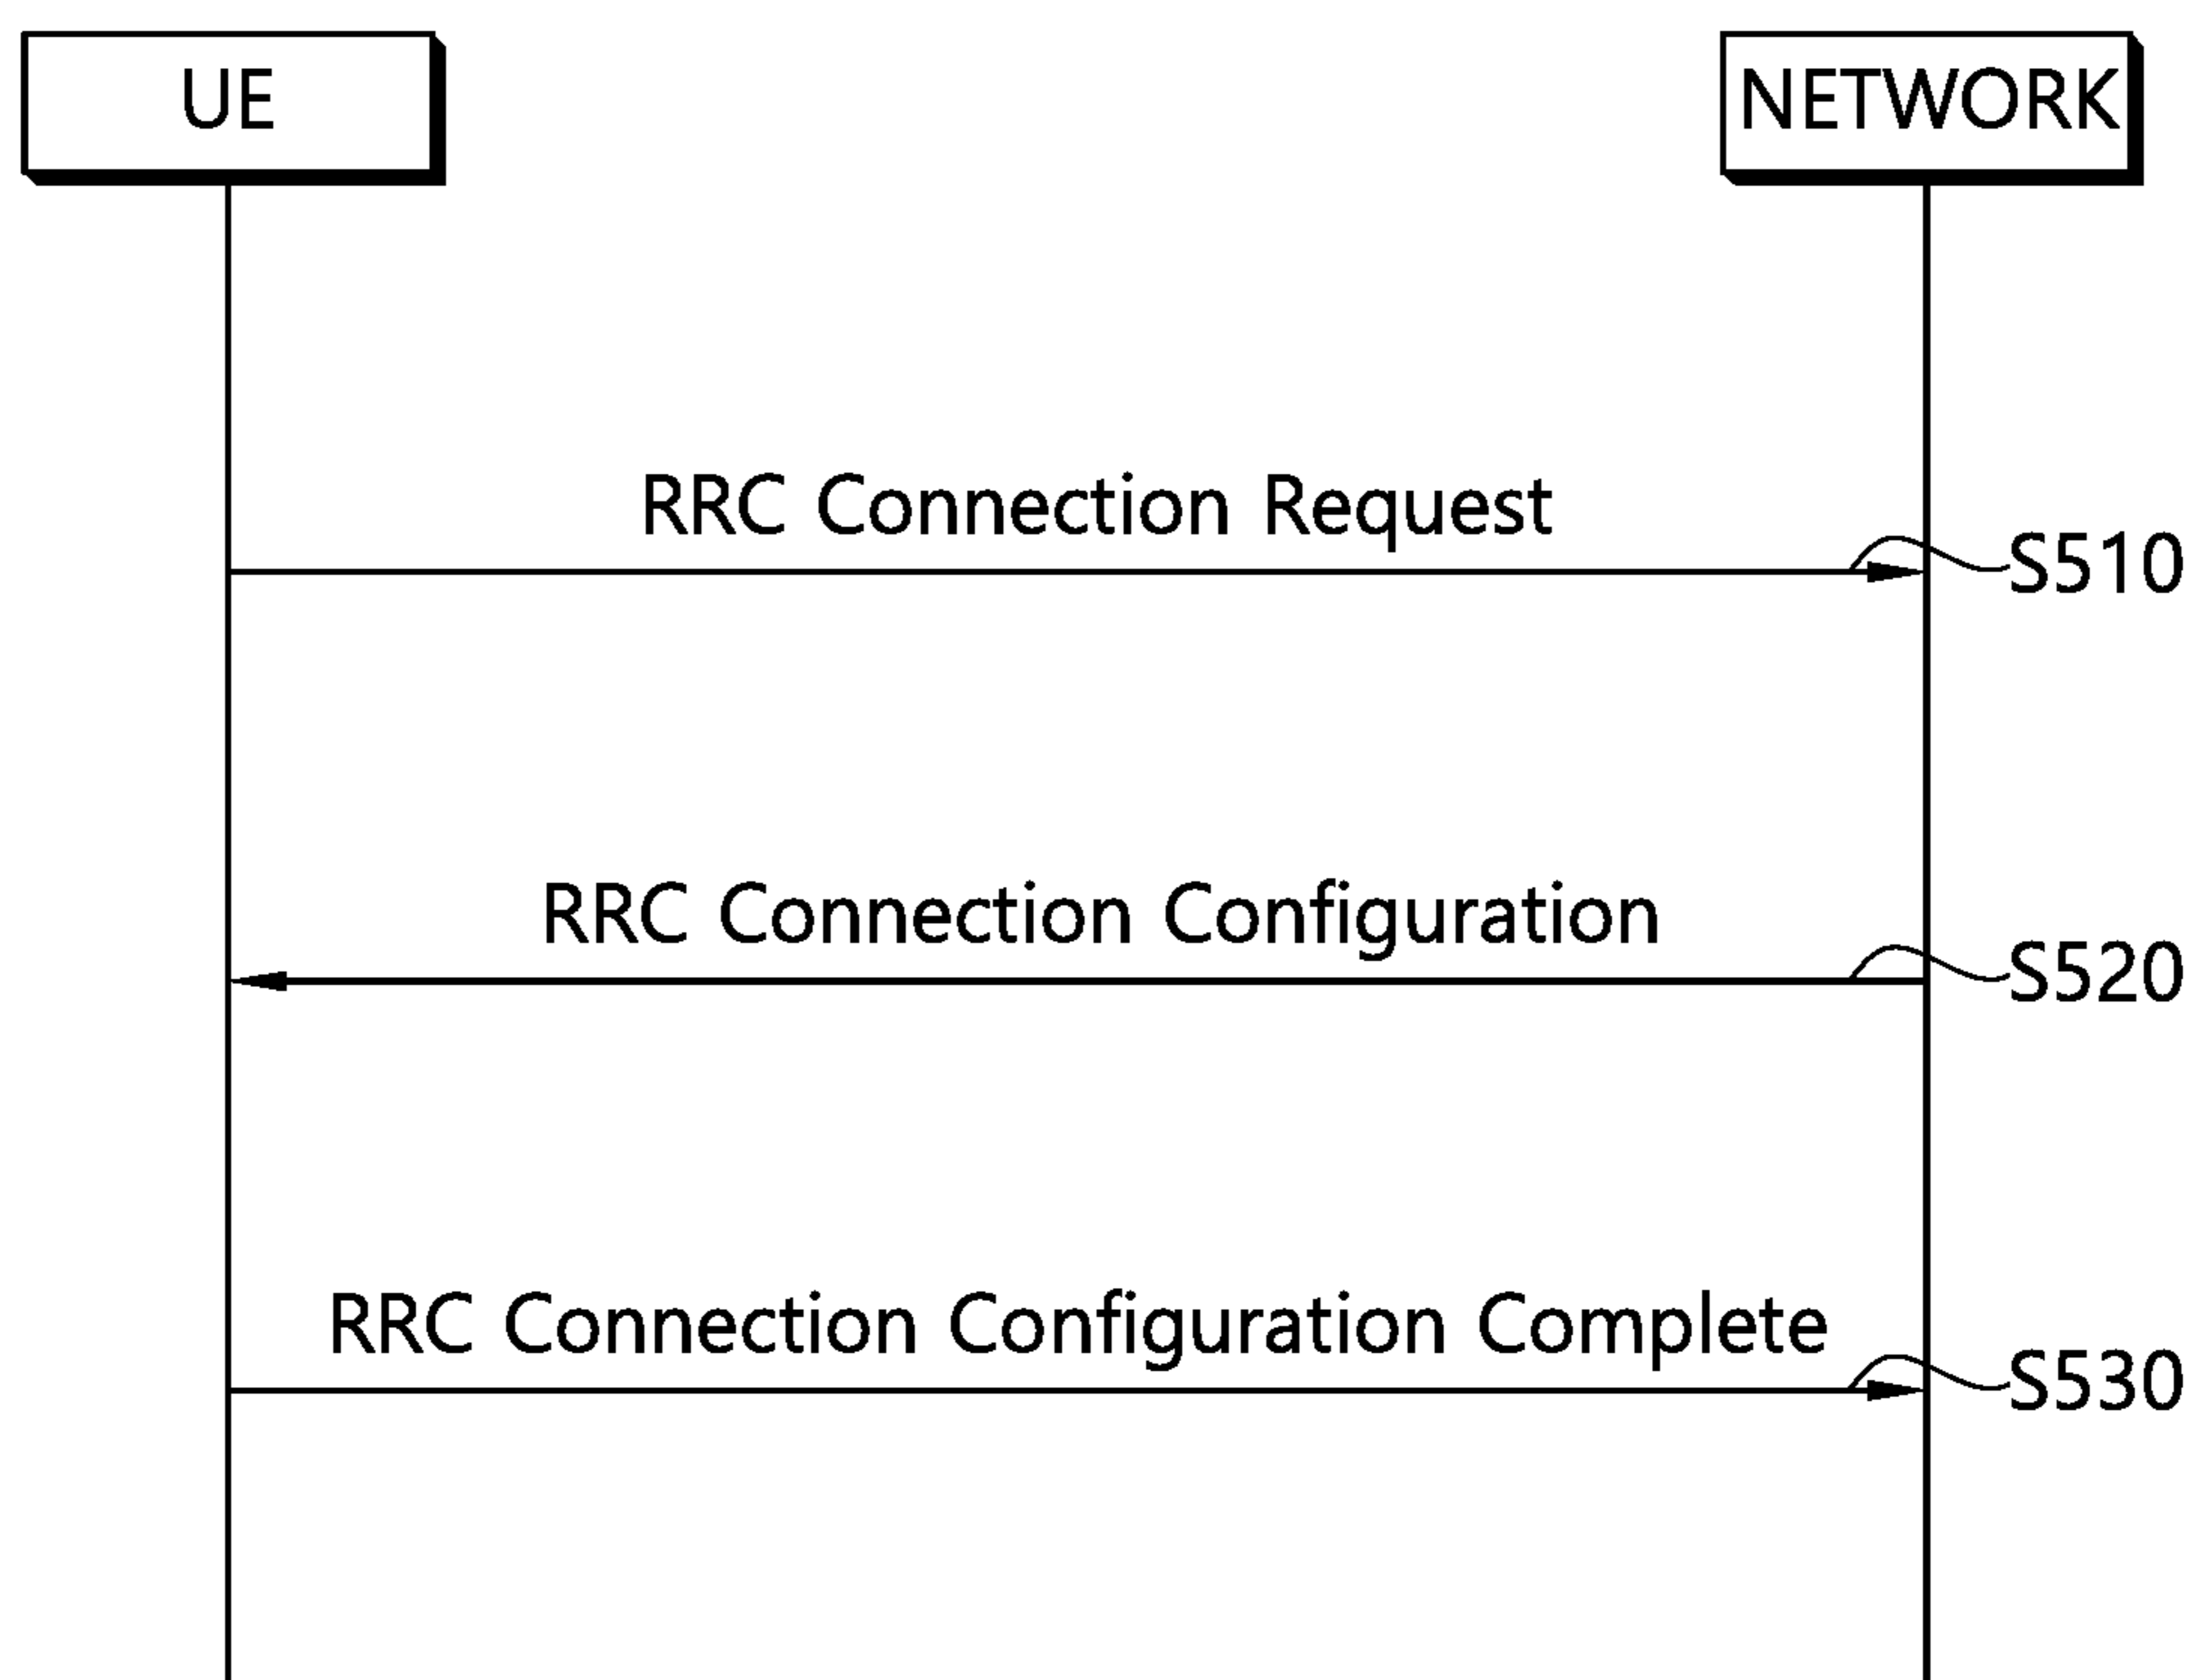 UE
NETWORK
RRC Connection Request
S510
RRC Connection Configuration
S520
RRC Connection Configuration Complete
S530